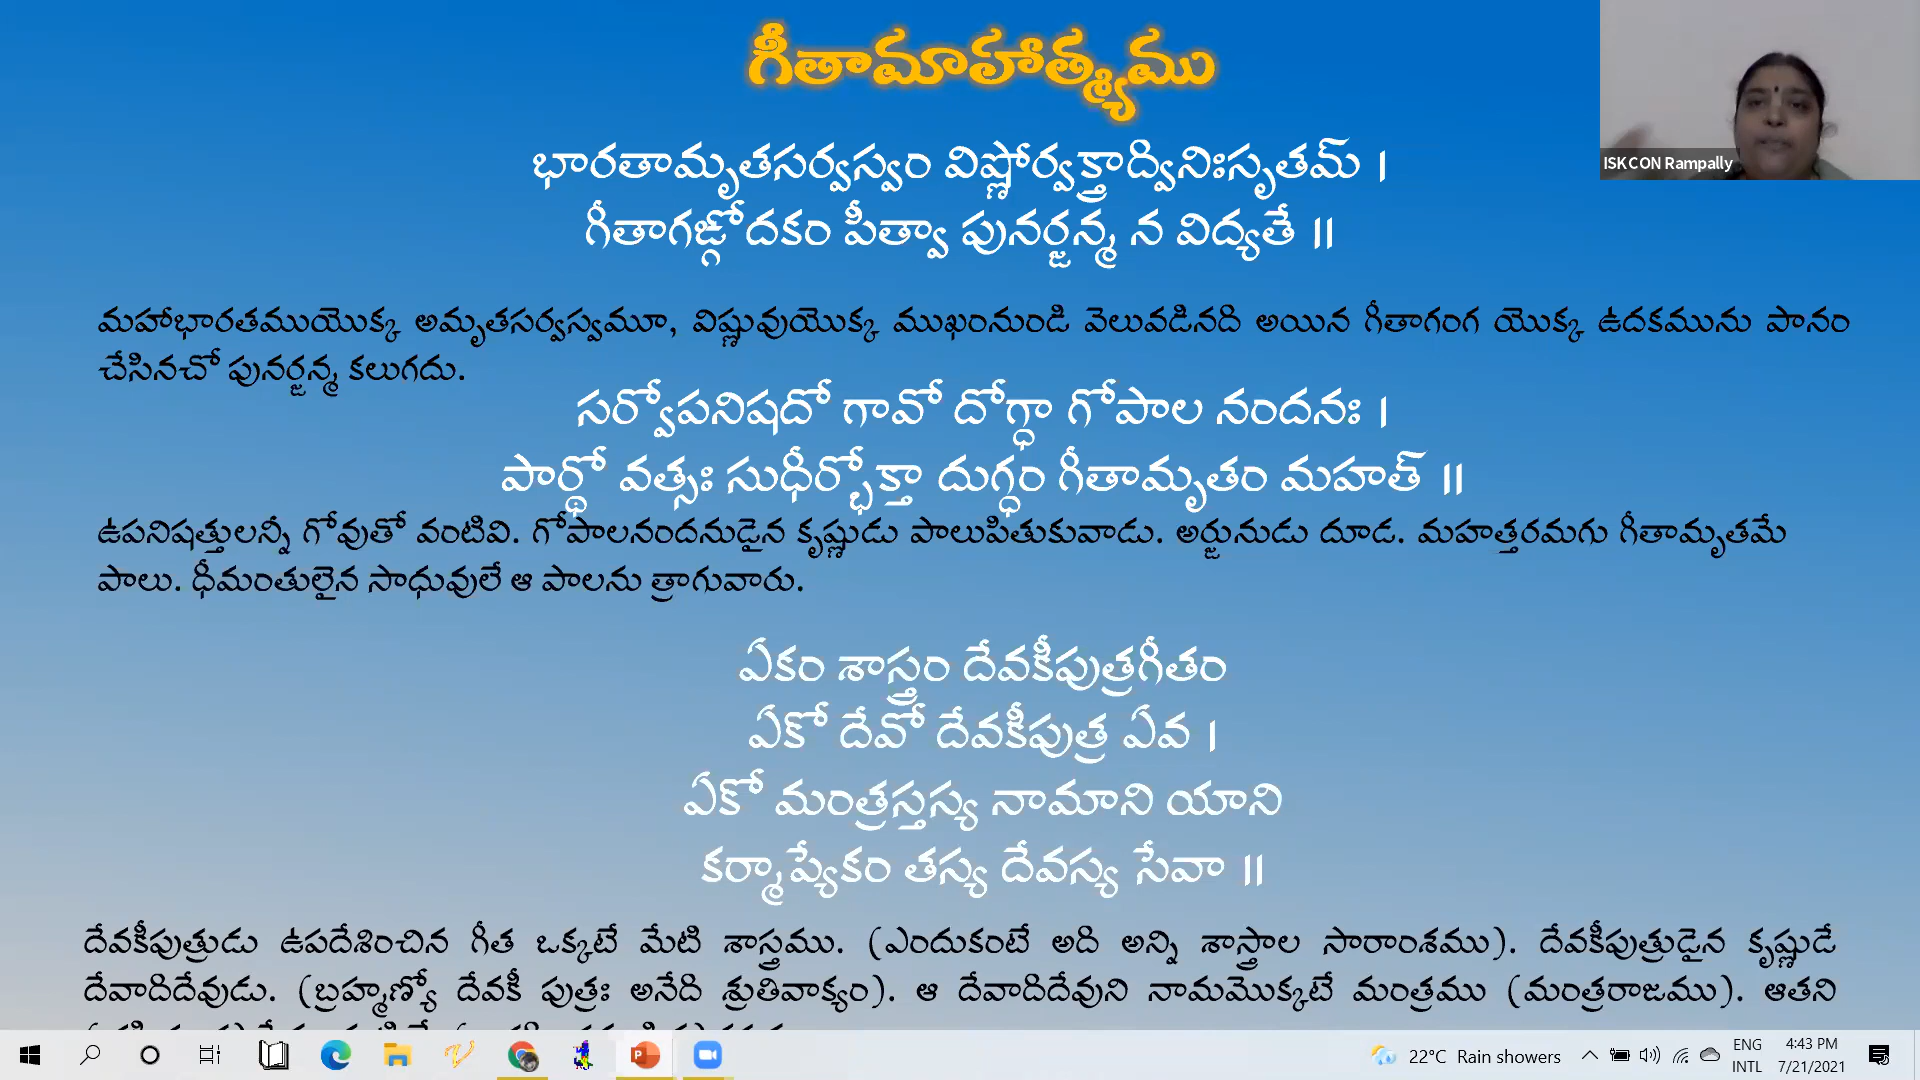 గీతామాహాత్మ్యము
భారతామృతసర్వస్వం విష్ణోర్వక్త్రాద్వినిఃసృతమ్ ।
గీతాగఙ్గోదకం పీత్వా పునర్జన్మ న విద్యతే ॥
ISKCON Rampally
మహాభారతముయొక్క అమృతసర్వస్వమూ, విష్ణువుయొక్క ముఖంనుండి వెలువడినది అయిన గీతాగంగ యొక్క ఉదకమును పానం
చేసినచో పునర్జన్మ కలుగదు.
సర్వోపనిషదో గావో దోగ్ధా గోపాల నందనః ।
పార్థో వత్సః సుధీర్భోక్తా దుగ్ధం గీతామృతం మహత్ ॥
ఉపనిషత్తులన్నీ గోవుతో వంటివి. గోపాలనందనుడైన కృష్ణుడు పాలుపితుకువాడు. అర్జునుడు దూడ. మహత్తరమగు గీతామృతమే
పాలు. ధీమంతులైన సాధువులే ఆ పాలను త్రాగువారు.
ఏకం శాస్త్రం దేవకీపుత్రగీతం
ఏకో దేవో దేవకీపుత్ర ఏవ ।
ఏకో మంత్రస్తస్య నామాని యాని
కర్మాప్యేకం తస్య దేవస్య సేవా ॥
దేవకీపుత్రుడు ఉపదేశించిన గీత ఒక్కటే మేటి శాస్త్రము. (ఎందుకంటే అది అన్ని శాస్త్రాల సారాంశము). దేవకీపుత్రుడైన కృష్ణుడే
దేవాదిదేవుడు. (బ్రహ్మణ్యో దేవకీ పుత్రః అనేది శ్రుతివాక్యం). ఆ దేవాదిదేవుని నామమొక్కటే మంత్రము (మంత్రరాజము). ఆతని
22°C Rain showers
ENG
INTL
4:43 PM
7/21/2021